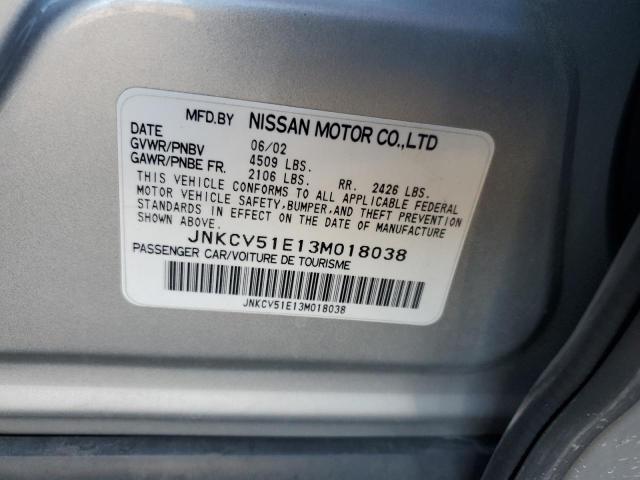 MFD.BY NISSAN MOTOR CO.,LTD
DATE 06/02
GVWR/PNBV 4509 LBS.
GAWR/PNBE FR. 2106 LBS. RR. 2426 LBS.
THIS VEHICLE CONFORMS TO ALL APPLICABLE FEDERAL
MOTOR VEHICLE SAFETY, BUMPER, AND THEFT PREVENTION
STANDARDS IN EFFECT ON THE DATE OF MANUFACTURE
SHOWN ABOVE.
JNKCV51E13M018038
PASSENGER CAR/VOITURE DE TOURISME
JNKCV51E13M018038